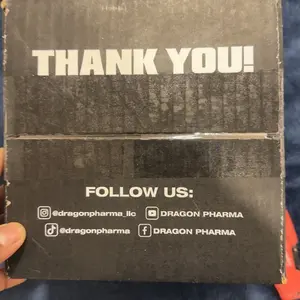 THANK YOU!
FOLLOW US:
@dragonpharma_llc DRAGON PHARMA
@dragonpharma DRAGON PHARMA